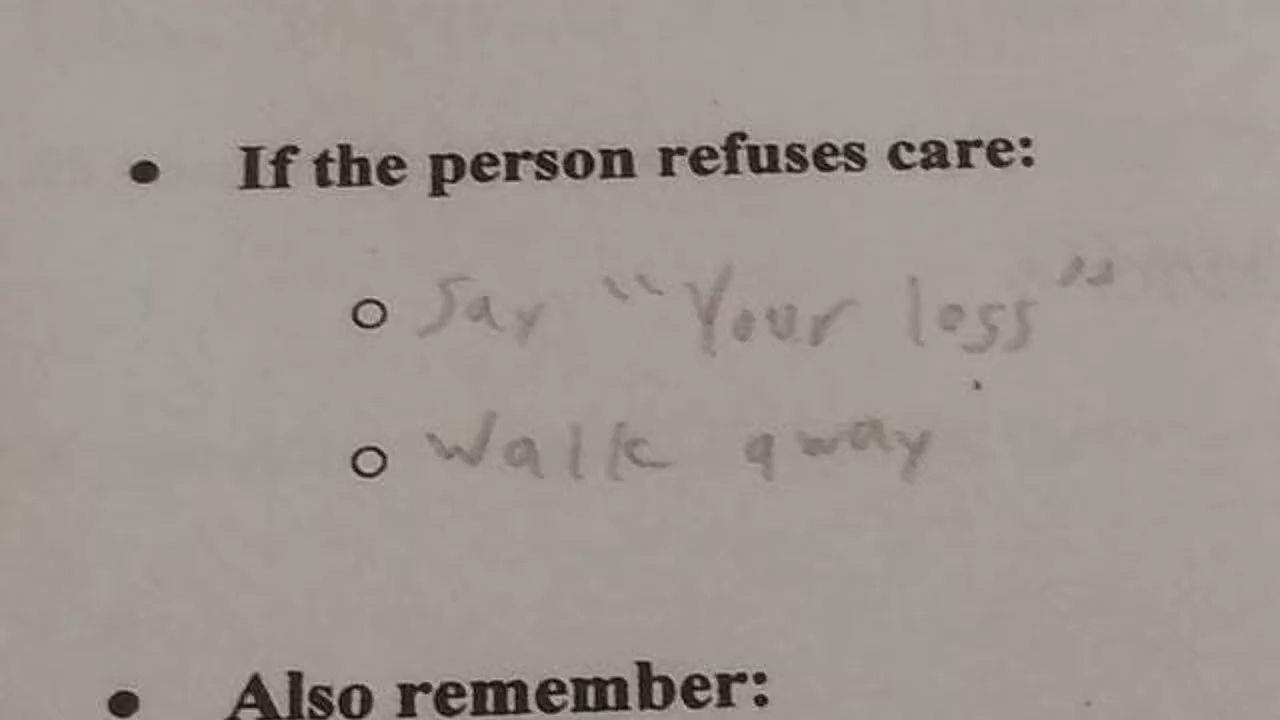 • If the person refuses care:
○ Say "Your loss"
○ Walk away
• Also remember: